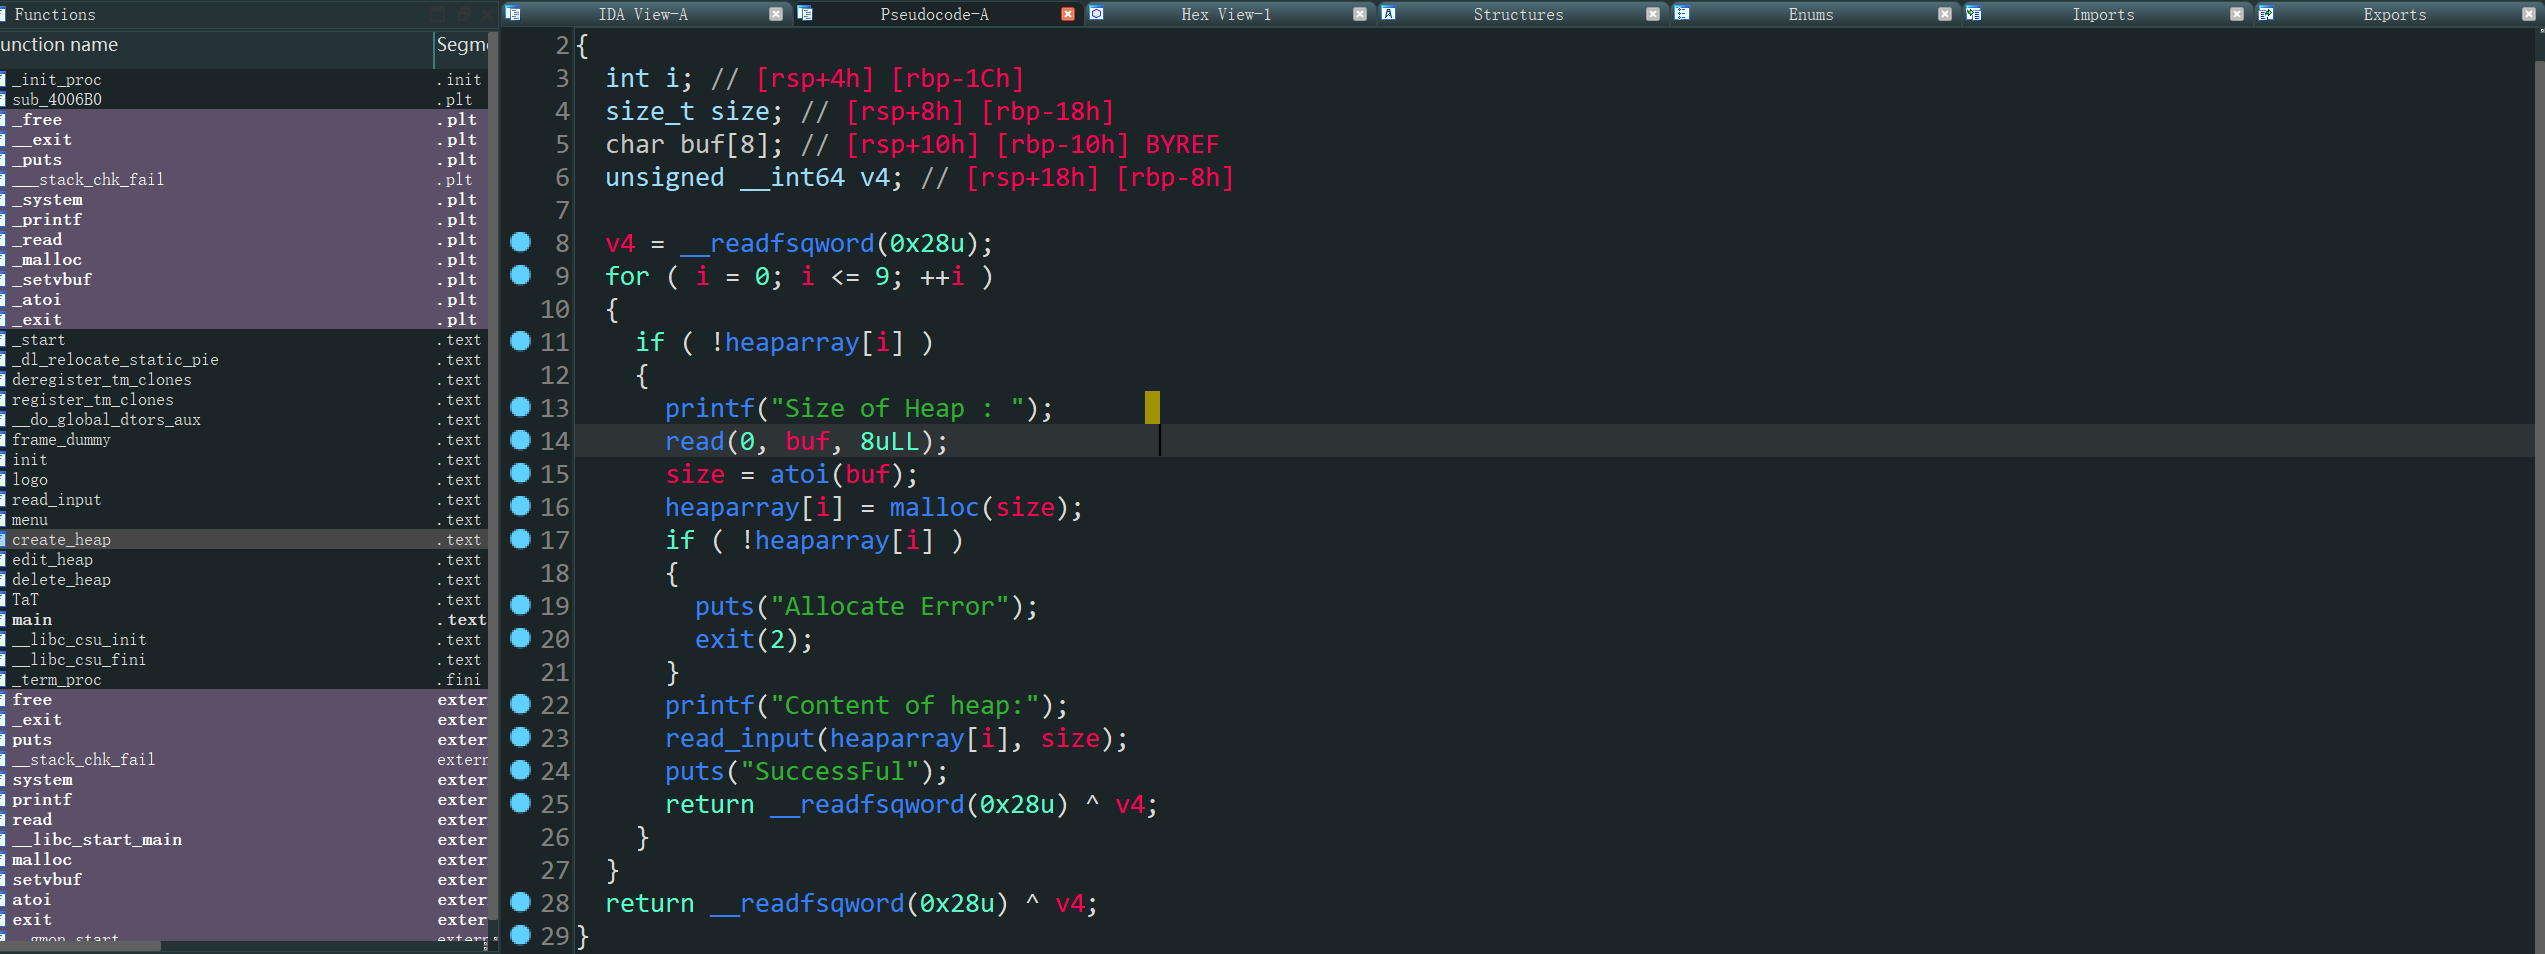 Functions
unction name Segm
_init_proc .init
sub_4006B0 .plt
_free .plt
__exit .plt
_puts .plt
___stack_chk_fail .plt
_system .plt
_printf .plt
_read .plt
_malloc .plt
_setvbuf .plt
_atoi .plt
_exit .plt
_start .text
_dl_relocate_static_pie .text
deregister_tm_clones .text
register_tm_clones .text
__do_global_dtors_aux .text
frame_dummy .text
init .text
logo .text
read_input .text
menu .text
create_heap .text
edit_heap .text
delete_heap .text
TaT .text
main .text
__libc_csu_init .text
__libc_csu_fini .text
_term_proc .fini
free exter
_exit exter
puts exter
__stack_chk_fail extern
system exter
printf exter
read exter
__libc_start_main exter
malloc exter
setvbuf exter
atoi exter
exit exter
__gmon_start extern
IDA View-A Pseudocode-A Hex View-1 Structures Enums Imports Exports
2 {
3 int i; // [rsp+4h] [rbp-1Ch]
4 size_t size; // [rsp+8h] [rbp-18h]
5 char buf[8]; // [rsp+10h] [rbp-10h] BYREF
6 unsigned __int64 v4; // [rsp+18h] [rbp-8h]
7
8 v4 = __readfsqword(0x28u);
9 for ( i = 0; i <= 9; ++i )
10 {
11 if ( !heaparray[i] )
12 {
13 printf("Size of Heap : ");
14 read(0, buf, 8uLL);
15 size = atoi(buf);
16 heaparray[i] = malloc(size);
17 if ( !heaparray[i] )
18 {
19 puts("Allocate Error");
20 exit(2);
21 }
22 printf("Content of heap:");
23 read_input(heaparray[i], size);
24 puts("SuccessFul");
25 return __readfsqword(0x28u) ^ v4;
26 }
27 }
28 return __readfsqword(0x28u) ^ v4;
29 }